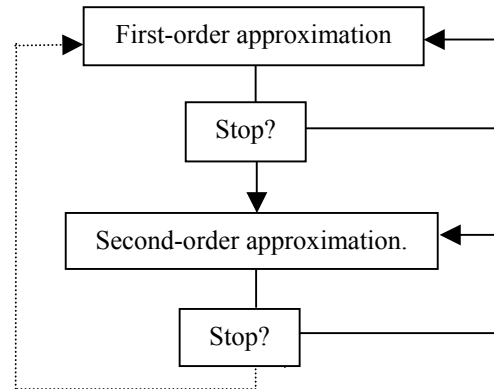 First-order approximation
Stop?
Second-order approximation.
Stop?